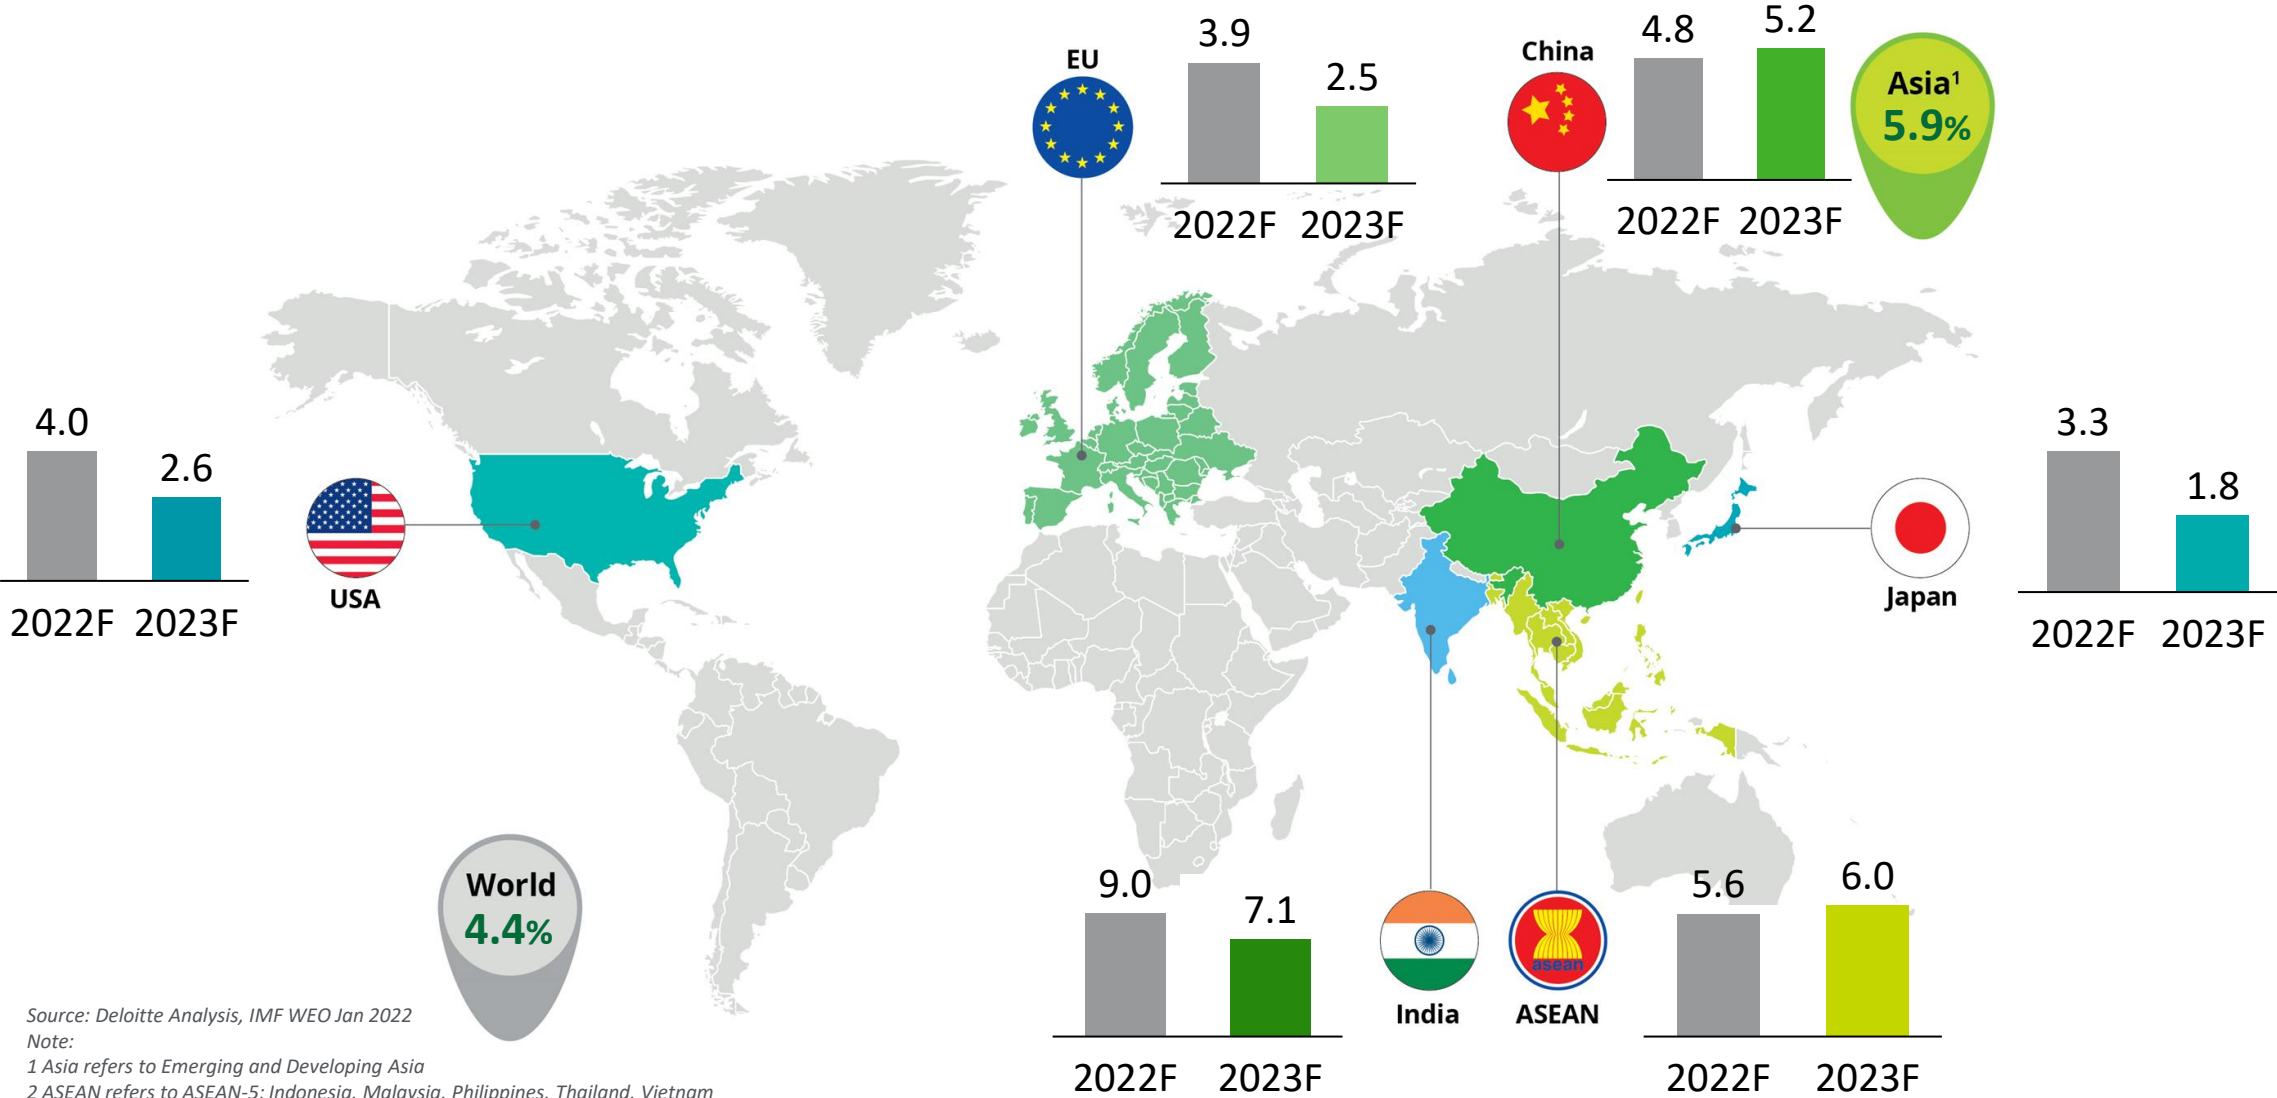 EU
3.9
2.5
2022F 2023F
China
4.8
5.2
2022F 2023F
Asia¹
5.9%
4.0
2.6
2022F 2023F
USA
Japan
3.3
1.8
2022F 2023F
World
4.4%
9.0
7.1
2022F 2023F
India
asean
ASEAN
5.6
6.0
2022F 2023F
Source: Deloitte Analysis, IMF WEO Jan 2022
Note:
1 Asia refers to Emerging and Developing Asia
2 ASEAN refers to ASEAN-5: Indonesia, Malaysia, Philippines, Thailand, Vietnam